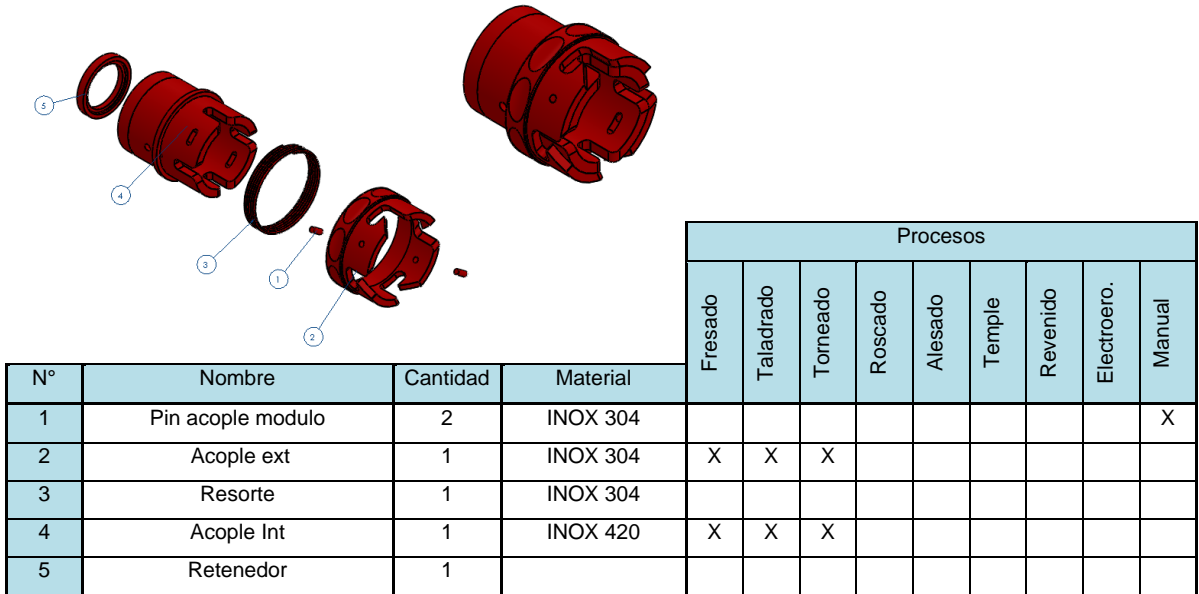 5
4
3
1
2
Procesos
Fresado
Taladrado
Torneado
Roscado
Alesado
Temple
Revenido
Electroero.
Manual
N° Nombre Cantidad Material
1 Pin acople modulo 2 INOX 304 X
2 Acople ext 1 INOX 304 X X X
3 Resorte 1 INOX 304
4 Acople Int 1 INOX 420 X X X
5 Retenedor 1